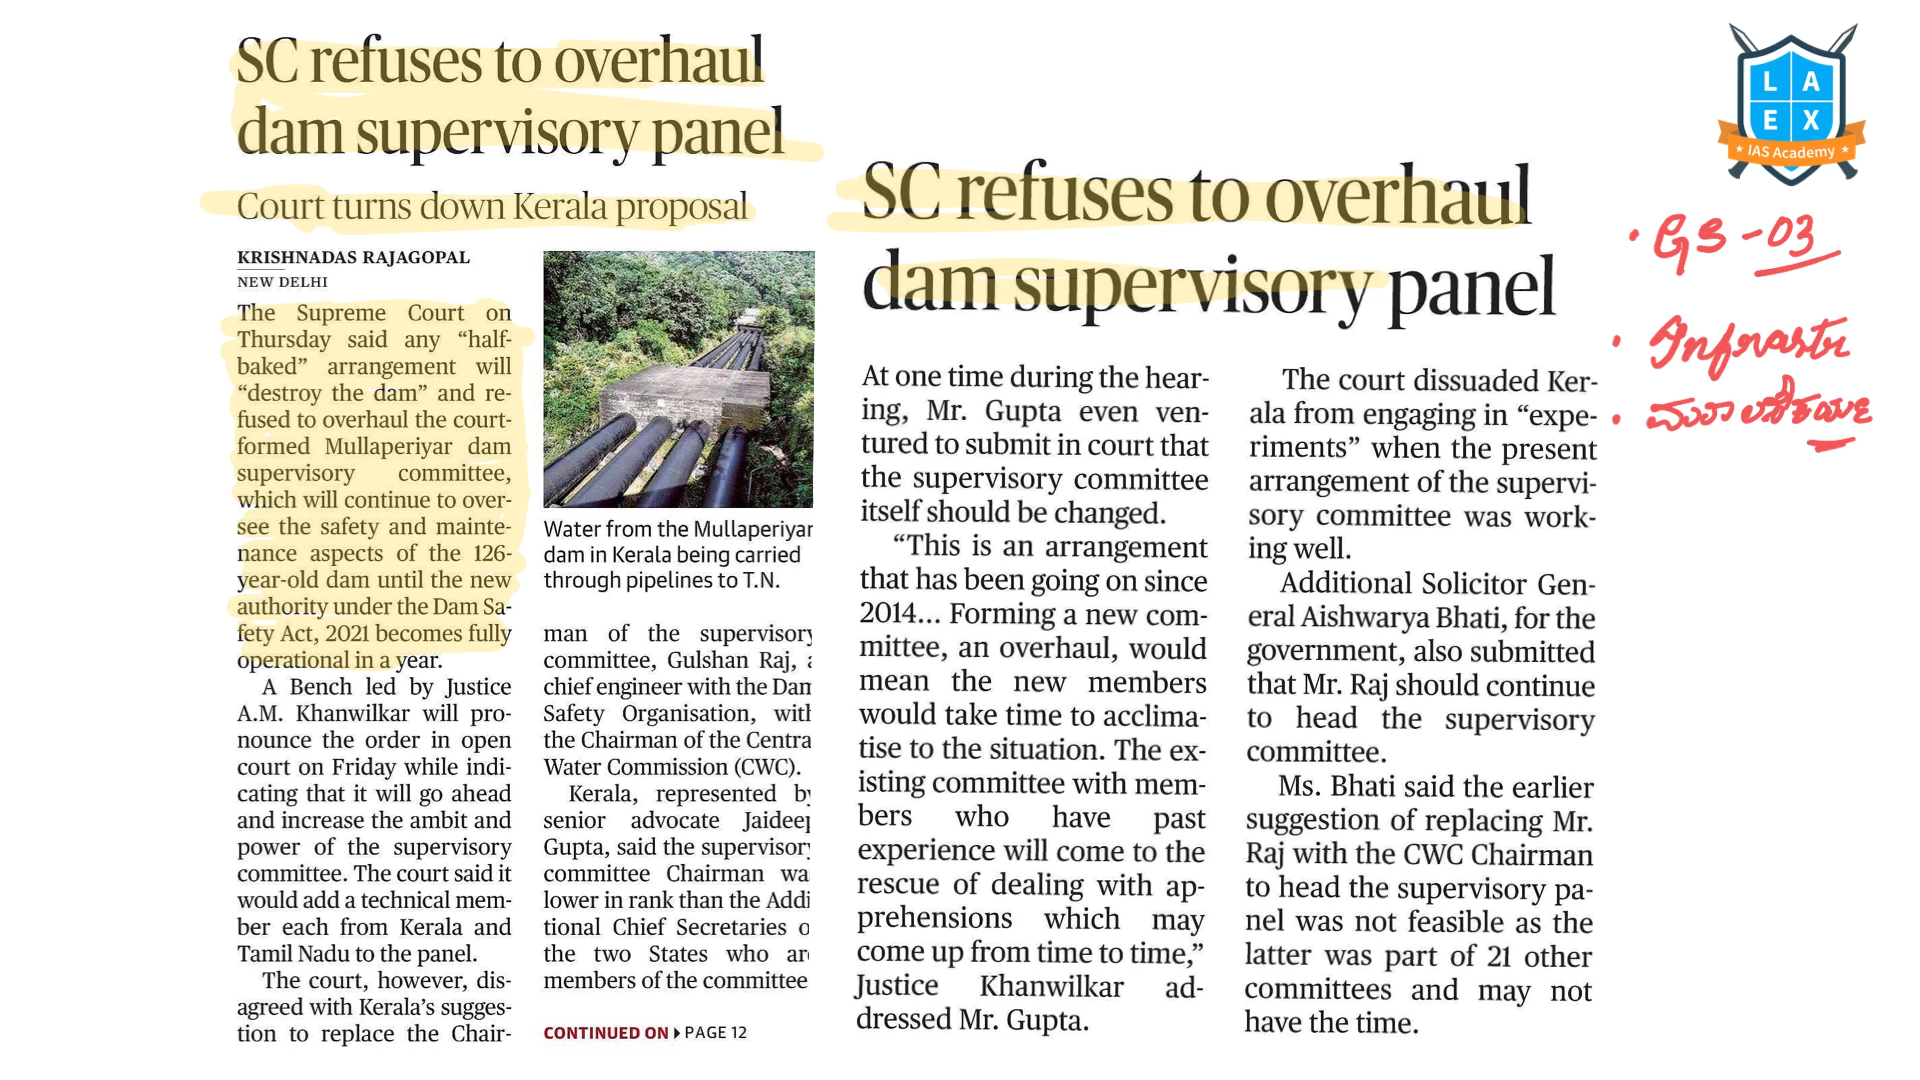 SC refuses to overhaul
dam supervisory panel
Court turns down Kerala proposal
KRISHNADAS RAJAGOPAL
NEW DELHI
The Supreme Court on
Thursday said any “half-
baked” arrangement will
“destroy the dam” and re-
fused to overhaul the court-
formed Mullaperiyar dam
supervisory committee,
which will continue to over-
see the safety and mainte-
nance aspects of the 126-
year-old dam until the new
authority under the Dam Sa-
fety Act, 2021 becomes fully
operational in a year.
A Bench led by Justice
A.M. Khanwilkar will pro-
nounce the order in open
court on Friday while indi-
cating that it will go ahead
and increase the ambit and
power of the supervisory
committee. The court said it
would add a technical mem-
ber each from Kerala and
Tamil Nadu to the panel.
The court, however, dis-
agreed with Kerala’s sugges-
tion to replace the Chair-
Water from the Mullaperiyar
dam in Kerala being carried
through pipelines to T.N.
man of the supervisory
committee, Gulshan Raj,
chief engineer with the Dam
Safety Organisation, with
the Chairman of the Centra
Water Commission (CWC).
Kerala, represented by
senior advocate Jaideep
Gupta, said the supervisory
committee Chairman wa
lower in rank than the Addi
tional Chief Secretaries o
the two States who ar
members of the committee
CONTINUED ON PAGE 12
SC refuses to overhaul
dam supervisory panel
At one time during the hear-
ing, Mr. Gupta even ven-
tured to submit in court that
the supervisory committee
itself should be changed.
“This is an arrangement
that has been going on since
2014... Forming a new com-
mittee, an overhaul, would
mean the new members
would take time to acclima-
tise to the situation. The ex-
isting committee with mem-
bers who have past
experience will come to the
rescue of dealing with ap-
prehensions which may
come up from time to time,”
Justice Khanwilkar ad-
dressed Mr. Gupta.
The court dissuaded Ker-
ala from engaging in “expe-
riments” when the present
arrangement of the supervi-
sory committee was work-
ing well.
Additional Solicitor Gen-
eral Aishwarya Bhati, for the
government, also submitted
that Mr. Raj should continue
to head the supervisory
committee.
Ms. Bhati said the earlier
suggestion of replacing Mr.
Raj with the CWC Chairman
to head the supervisory pa-
nel was not feasible as the
latter was part of 21 other
committees and may not
have the time.
L A
E X
IAS Academy
• GS-03
• Infrastr